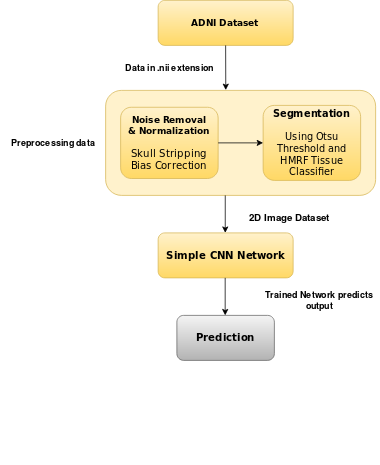 ADNI Dataset
Data in .nii extension
Preprocessing data
Noise Removal
& Normalization
Skull Stripping
Bias Correction
Segmentation
Using Otsu
Threshold and
HMRF Tissue
Classifier
2D Image Dataset
Simple CNN Network
Trained Network predicts
output
Prediction